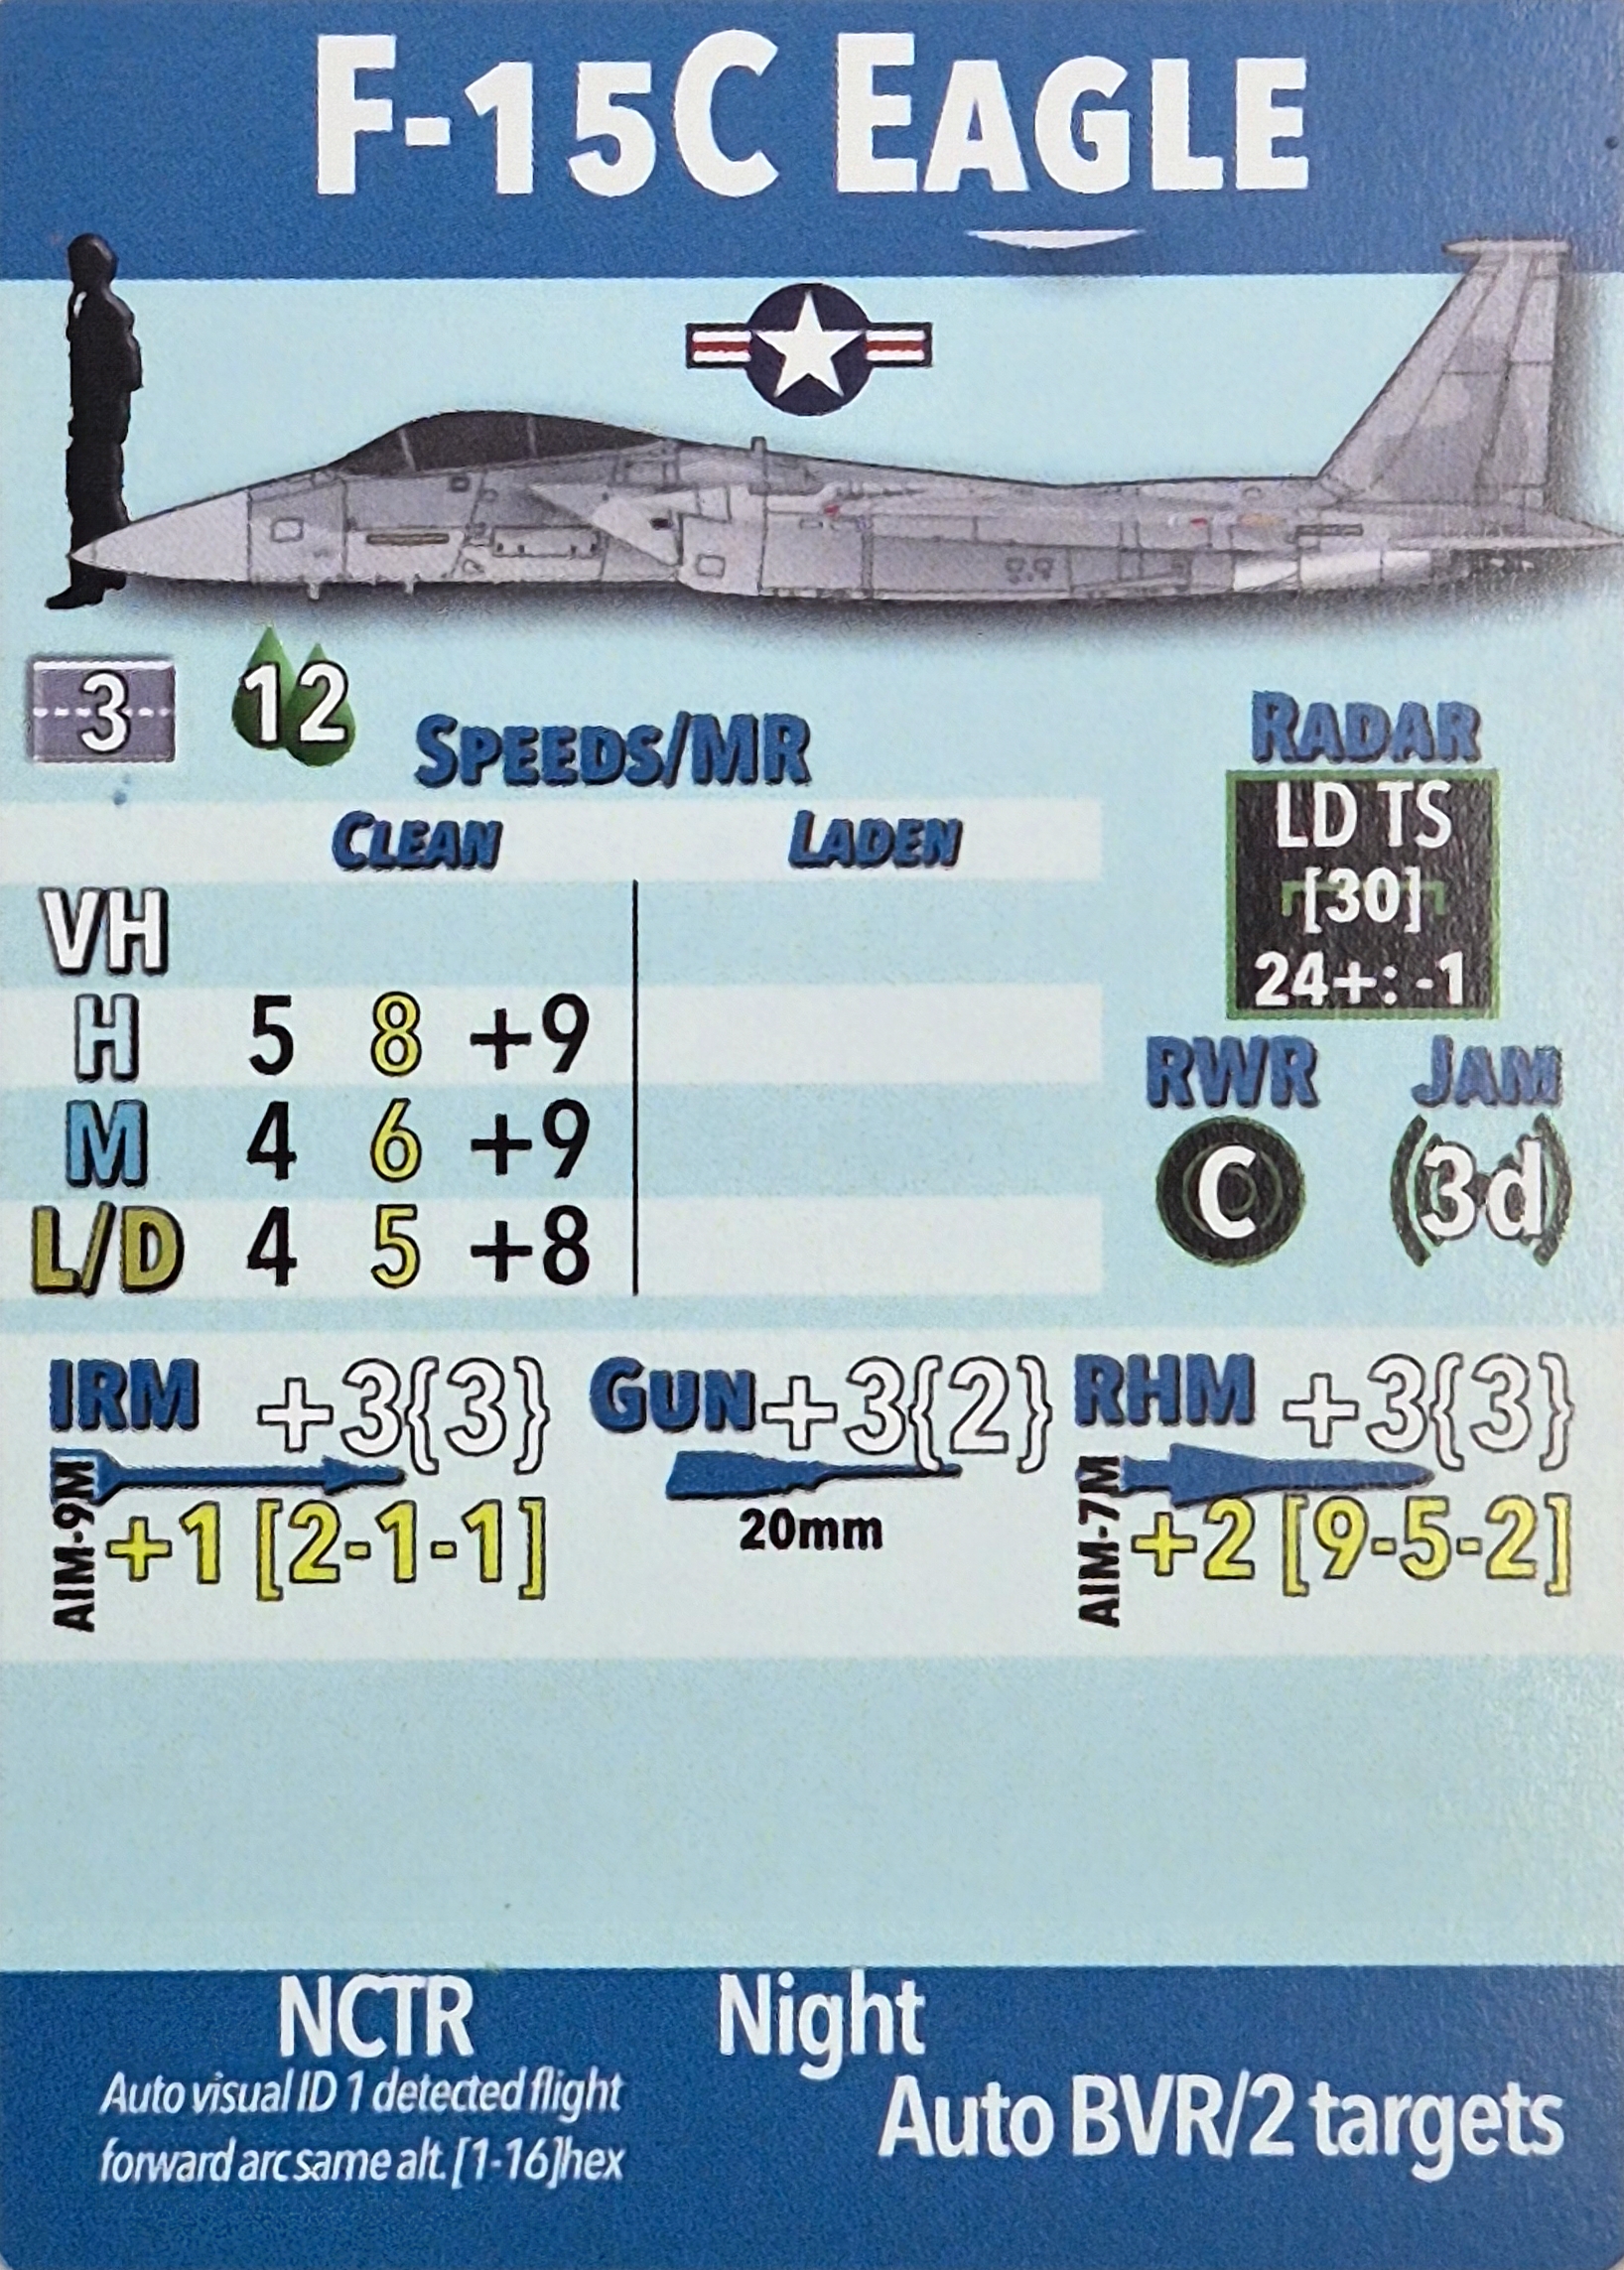 F-15C EAGLE
3 12
SPEEDS/MR
CLEAN LADEN
VH
H 5 8 +9
M 4 6 +9
L/D 4 5 +8
RADAR
LD TS
[30]
24+: -1
RWR JAM
C (3d)
IRM +3{3}
AIM-9M
+1 [2-1-1]
GUN +3{2}
20mm
RHM +3{3}
AIM-7M
+2 [9-5-2]
NCTR
Auto visual ID 1 detected flight
forward arc same alt. [1-16]hex
Night
Auto BVR/2 targets